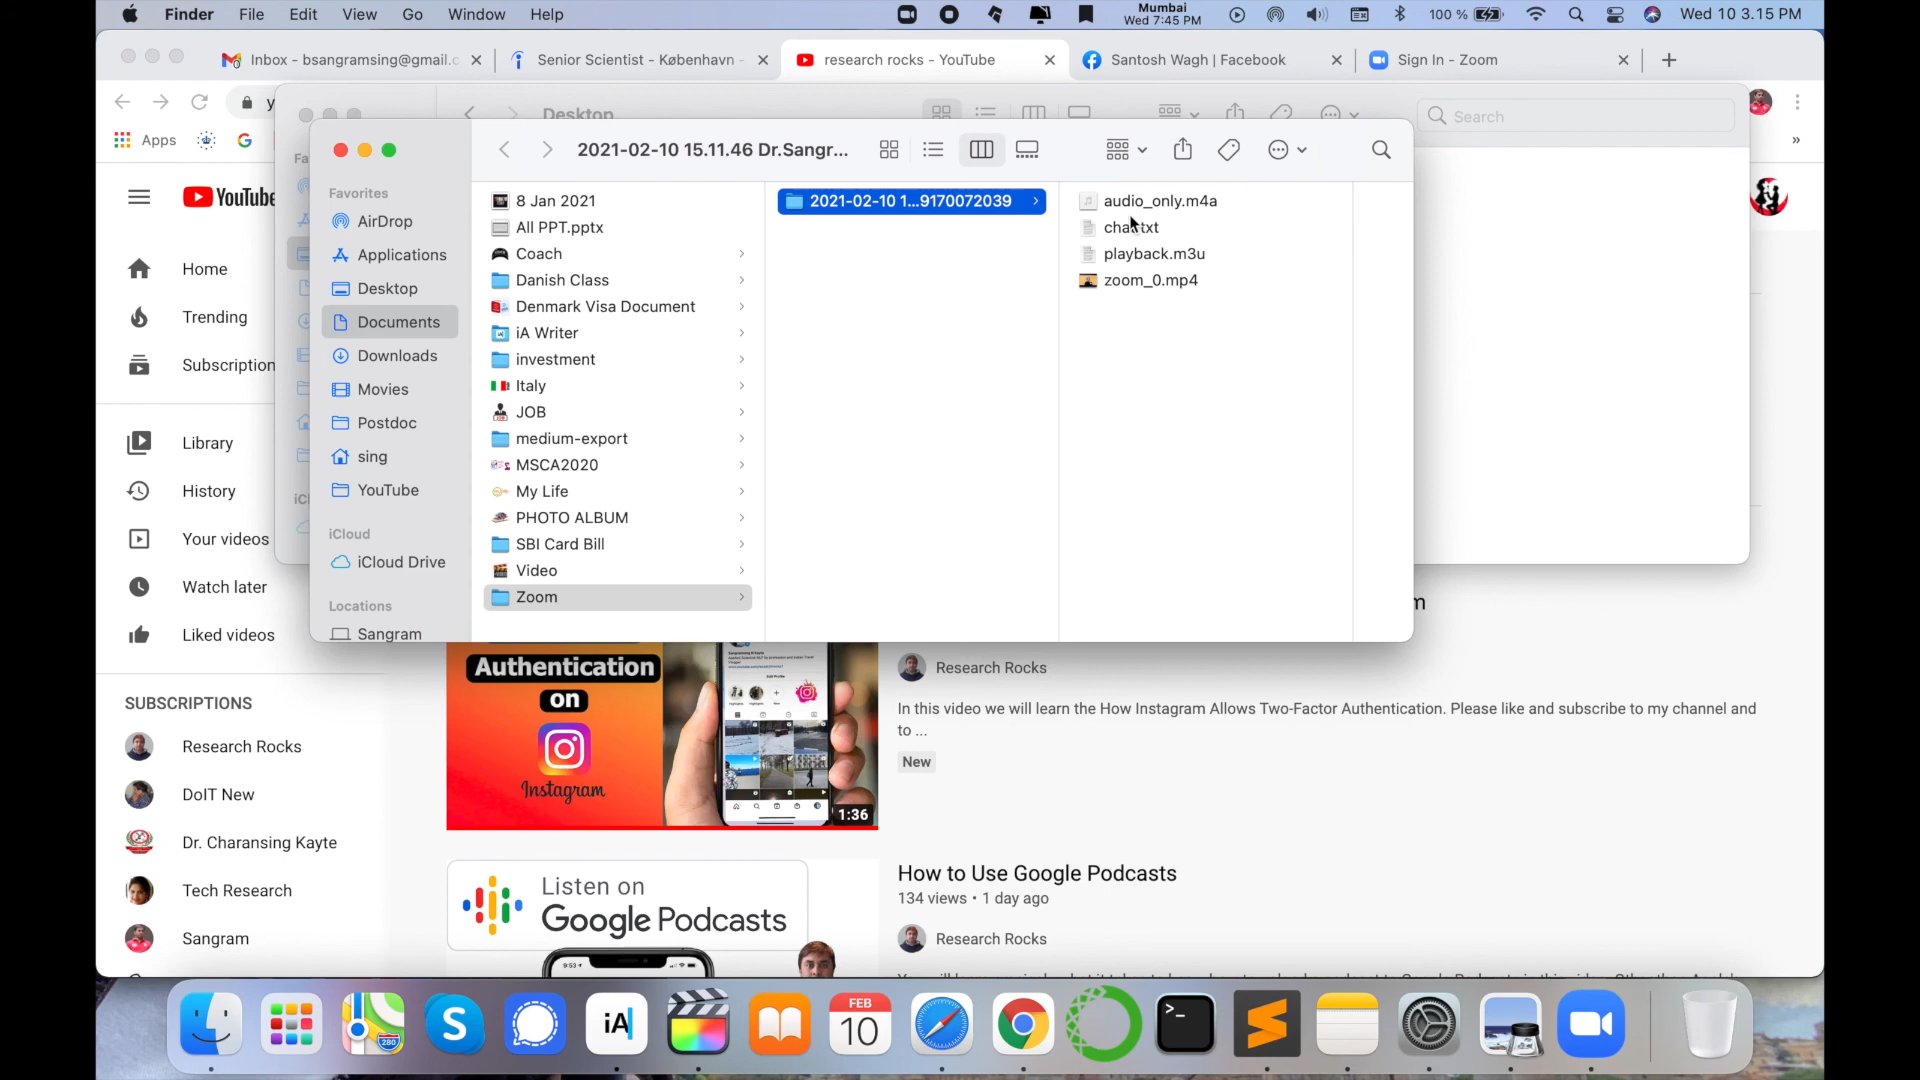 Finder File Edit View Go Window Help
Mumbai
Wed 7:45 PM
100 %
Wed 10 3.15 PM
Inbox - bsangramsing@gmail.c
Senior Scientist - København -
research rocks - YouTube
Santosh Wagh | Facebook
Sign In - Zoom
Apps
Desktop
Search
2021-02-10 15.11.46 Dr.Sangr...
Favorites
AirDrop
Applications
Desktop
Documents
Downloads
Movies
Postdoc
sing
YouTube
iCloud
iCloud Drive
Locations
Sangram
8 Jan 2021
All PPT.pptx
Coach
Danish Class
Denmark Visa Document
iA Writer
investment
Italy
JOB
medium-export
MSCA2020
My Life
PHOTO ALBUM
SBI Card Bill
Video
Zoom
2021-02-10 1...9170072039
audio_only.m4a
playback.m3u
zoom_0.mp4
YouTube
Home
Trending
Subscription
Library
History
Your videos
Watch later
Liked videos
SUBSCRIPTIONS
Research Rocks
DoIT New
Dr. Charansing Kayte
Tech Research
Sangram
Authentication
on
Instagram
1:36
Research Rocks
In this video we will learn the How Instagram Allows Two-Factor Authentication. Please like and subscribe to my channel and
to ...
New
Listen on
Google Podcasts
9:53
How to Use Google Podcasts
134 views • 1 day ago
Research Rocks
iA
FEB
10
280